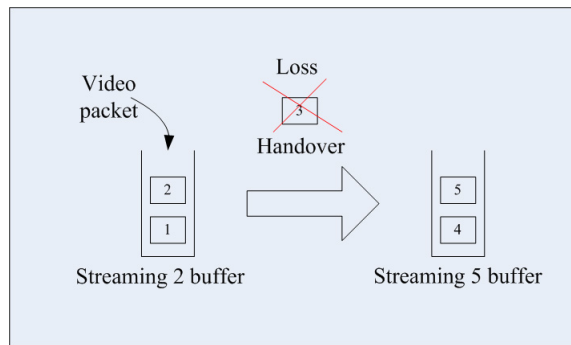 Loss
Video
packet
3
Handover
2
1
5
4
Streaming 2 buffer
Streaming 5 buffer